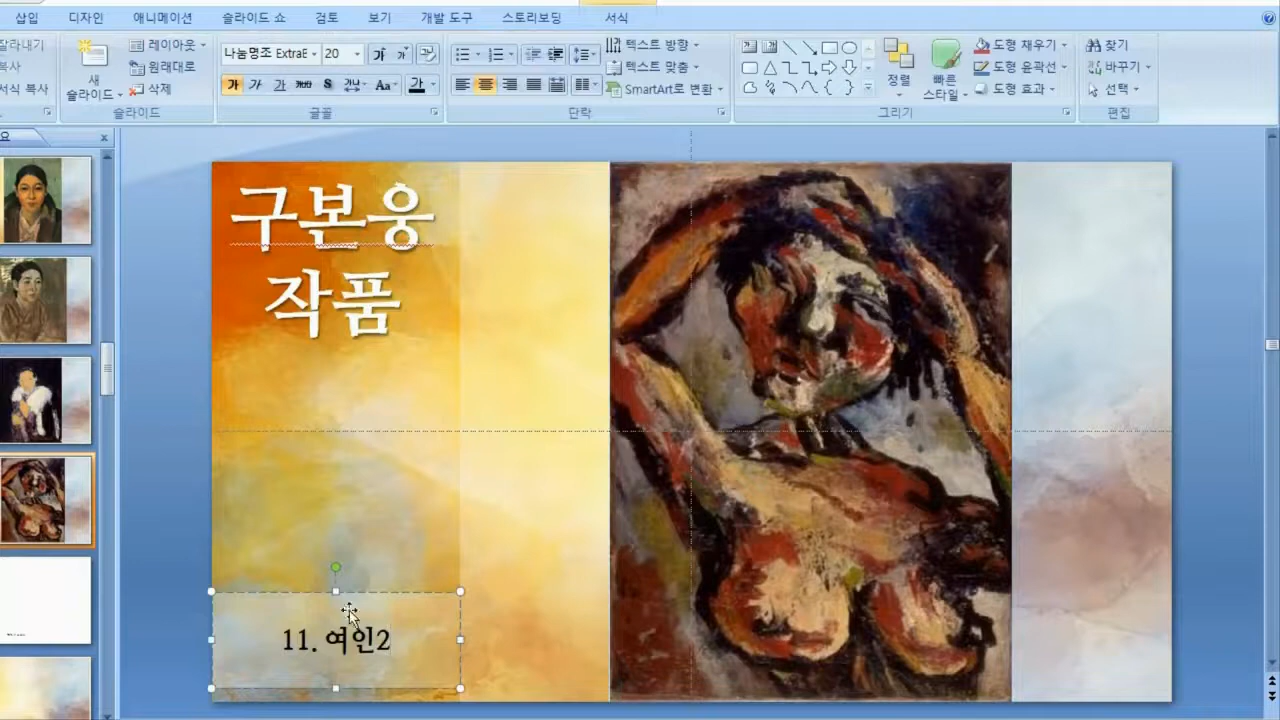 삽입 디자인 애니메이션 슬라이드 쇼 검토 보기 개발 도구 스토리보딩 서식
잘라내기 레이아웃 나눔명조 ExtraE 20 가 가 텍스트 방향 도형 채우기 찾기
복사 새 원래대로 텍스트 맞춤 정렬 빠른 도형 윤곽선 바꾸기
서식 복사 슬라이드 삭제 가 가 가 가 S 간격 Aa 가 SmartArt로 변환 스타일 도형 효과 선택
슬라이드 글꼴 단락 그리기 편집
요
구본웅
작품
11. 여인2